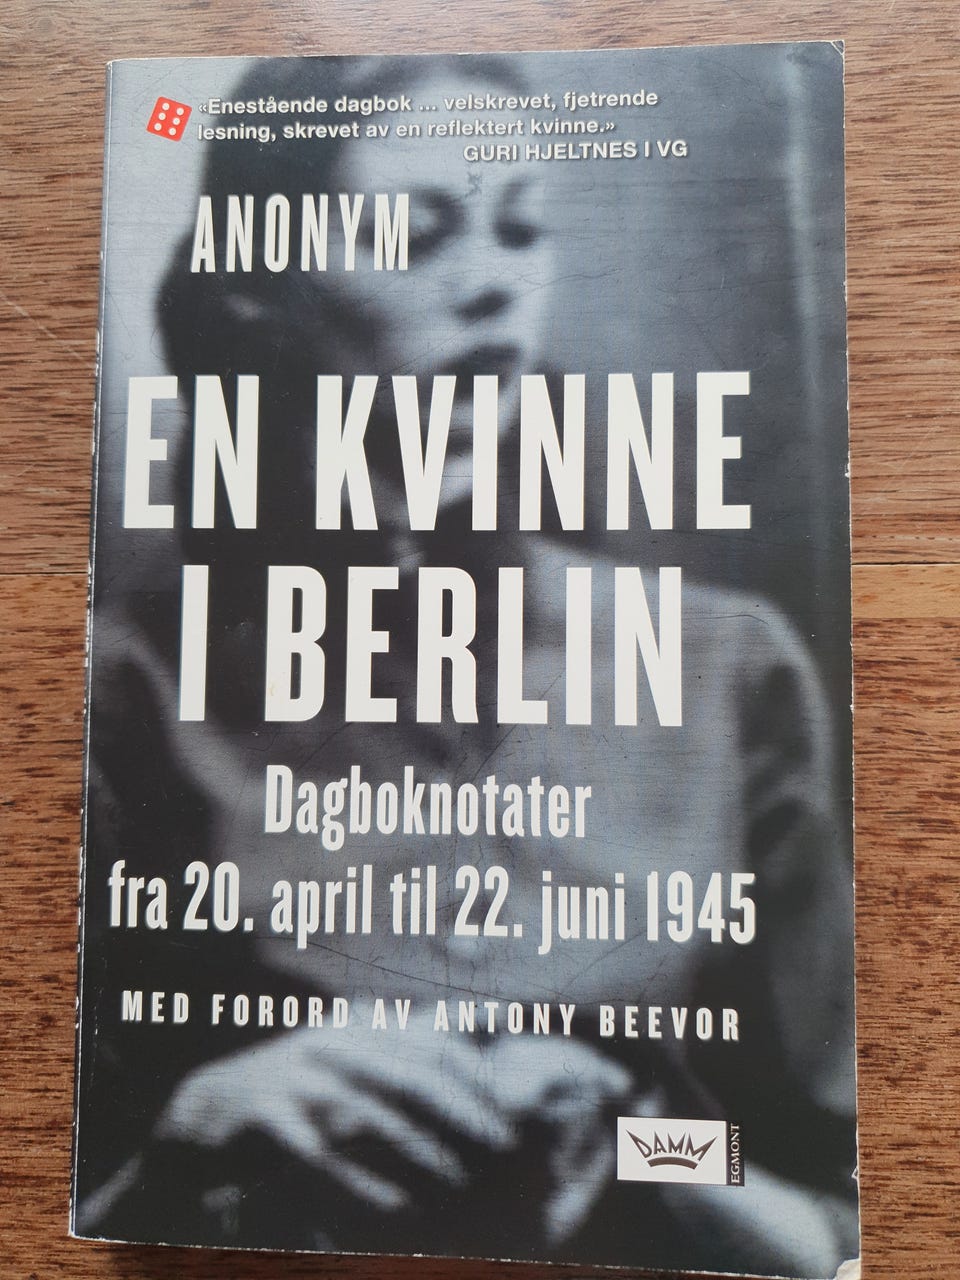 «Enestående dagbok ... velskrevet, fjetrende
lesning, skrevet av en reflektert kvinne.»
GURI HJELTNES I VG
ANONYM
EN KVINNE
I BERLIN
Dagboknotater
fra 20. april til 22. juni 1945
MED FORORD AV ANTONY BEEVOR
DAMM
EGMONT